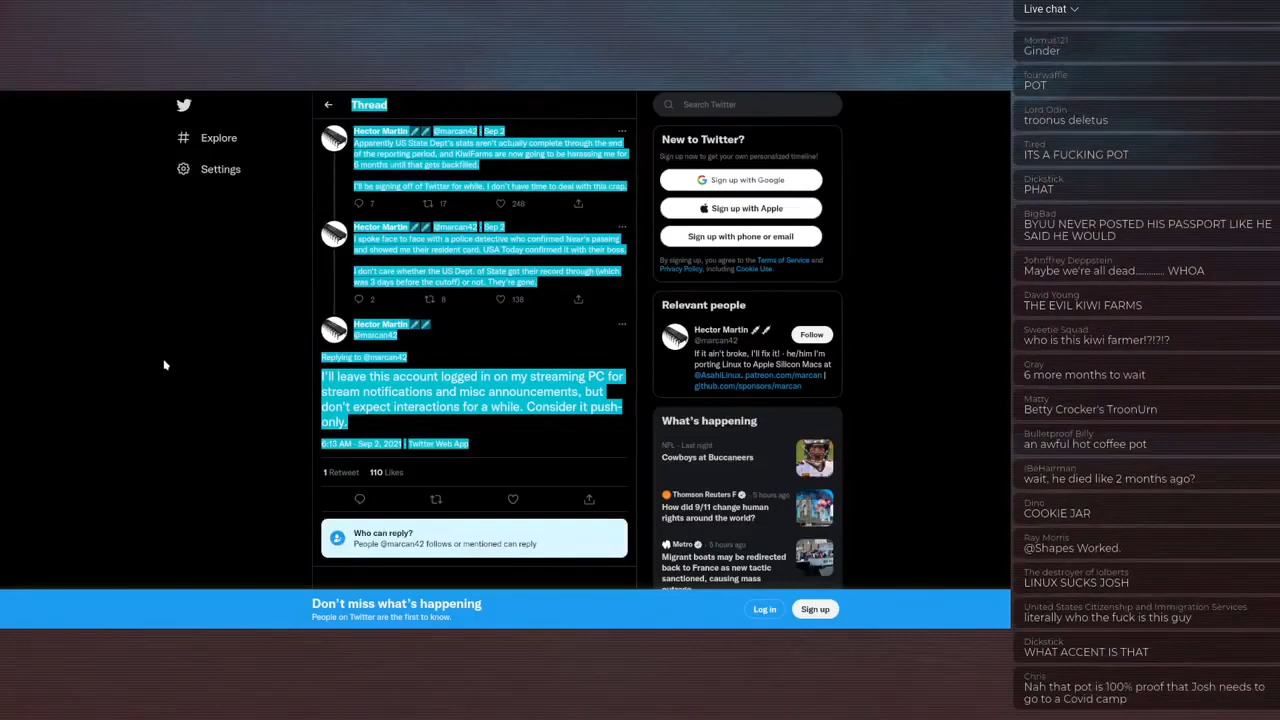 Explore
Settings
Thread
Hector Martin @marcan42 · Sep 2
Apparently US State Dept's stats aren't actually complete through the end
of the reporting period, and KiwiFarms are now going to be harassing me for
6 months until that gets backfilled.
I'll be signing off of Twitter for while. I don't have time to deal with this crap.
7 17 248
Hector Martin @marcan42 · Sep 2
I spoke face to face with a police detective who confirmed Near's passing
and showed me their resident card. USA Today confirmed it with their boss.
I don't care whether the US Dept. of State got their record through (which
was 3 days before the cutoff) or not. They're gone.
2 8 138
Hector Martin
@marcan42
Replying to @marcan42
I'll leave this account logged in on my streaming PC for
stream notifications and misc announcements, but
don't expect interactions for a while. Consider it push-
only.
6:13 AM · Sep 2, 2021 · Twitter Web App
1 Retweet 110 Likes
Who can reply?
People @marcan42 follows or mentioned can reply
Search Twitter
New to Twitter?
Sign up now to get your own personalized timeline!
Sign up with Google
Sign up with Apple
Sign up with phone or email
By signing up, you agree to the Terms of Service and
Privacy Policy, including Cookie Use.
Relevant people
Hector Martin
@marcan42
Follow
If it ain't broke, I'll fix it! - he/him I'm
porting Linux to Apple Silicon Macs at
@AsahiLinux. patreon.com/marcan |
github.com/sponsors/marcan
What's happening
NFL · Last night
Cowboys at Buccaneers
Thomson Reuters F · 5 hours ago
How did 9/11 change human
rights around the world?
Metro · 5 hours ago
Migrant boats may be redirected
back to France as new tactic
sanctioned, causing mass
Don't miss what's happening
People on Twitter are the first to know.
Log in
Sign up
Live chat
Momus121
Ginder
fourwaffle
POT
Lord Odin
troonus deletus
Tired
ITS A FUCKING POT
Dickstick
PHAT
BigBad
BYUU NEVER POSTED HIS PASSPORT LIKE HE
SAID HE WOULD
Johnffrey Deppstein
Maybe we're all dead............ WHOA
David Young
THE EVIL KIWI FARMS
Sweetie Squad
who is this kiwi farmer!?!?!?
Gray
6 more months to wait
Matty
Betty Crocker's TroonUrn
Bulletproof Billy
an awful hot coffee pot
IBeHarman
wait, he died like 2 months ago?
Dino
COOKIE JAR
Ray Morris
@Shapes Worked.
The destroyer of lolberts
LINUX SUCKS JOSH
United States Citizenship and Immigration Services
literally who the fuck is this guy
Dickstick
WHAT ACCENT IS THAT
Chris
Nah that pot is 100% proof that Josh needs to
go to a Covid camp